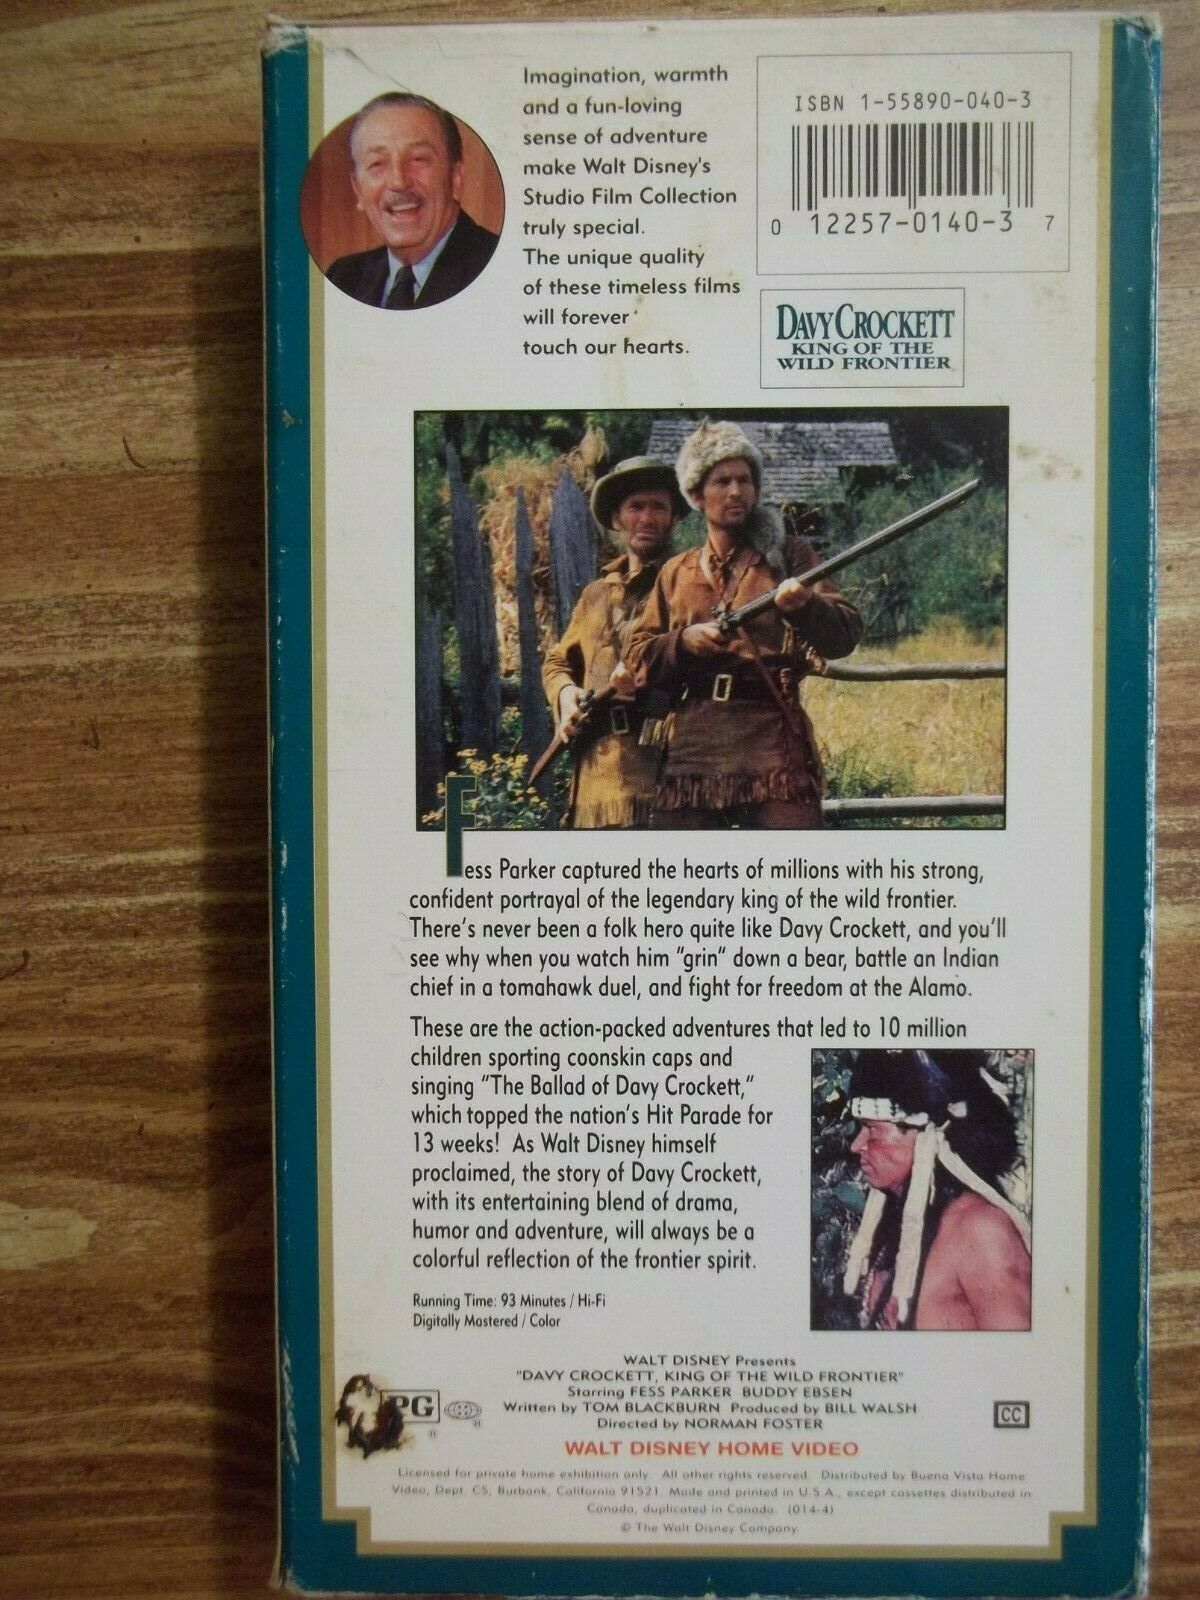 Imagination, warmth
and a fun-loving
sense of adventure
make Walt Disney's
Studio Film Collection
truly special.
The unique quality
of these timeless films
will forever
touch our hearts.
ISBN 1-55890-040-3
0 12257-0140-3 7
DAVY CROCKETT
KING OF THE
WILD FRONTIER
Fess Parker captured the hearts of millions with his strong,
confident portrayal of the legendary king of the wild frontier.
There's never been a folk hero quite like Davy Crockett, and you'll
see why when you watch him "grin" down a bear, battle an Indian
chief in a tomahawk duel, and fight for freedom at the Alamo.
These are the action-packed adventures that led to 10 million
children sporting coonskin caps and
singing "The Ballad of Davy Crockett,"
which topped the nation's Hit Parade for
13 weeks! As Walt Disney himself
proclaimed, the story of Davy Crockett,
with its entertaining blend of drama,
humor and adventure, will always be a
colorful reflection of the frontier spirit.
Running Time: 93 Minutes / Hi-Fi
Digitally Mastered / Color
WALT DISNEY Presents
"DAVY CROCKETT, KING OF THE WILD FRONTIER"
Starring FESS PARKER BUDDY EBSEN
Written by TOM BLACKBURN Produced by BILL WALSH
Directed by NORMAN FOSTER
PG ® ®
CC
WALT DISNEY HOME VIDEO
Licensed for private home exhibition only. All other rights reserved. Distributed by Buena Vista Home
Video, Dept. CS, Burbank, California 91521. Made and printed in U.S.A., except cassettes distributed in
Canada, duplicated in Canada. (014-4)
© The Walt Disney Company